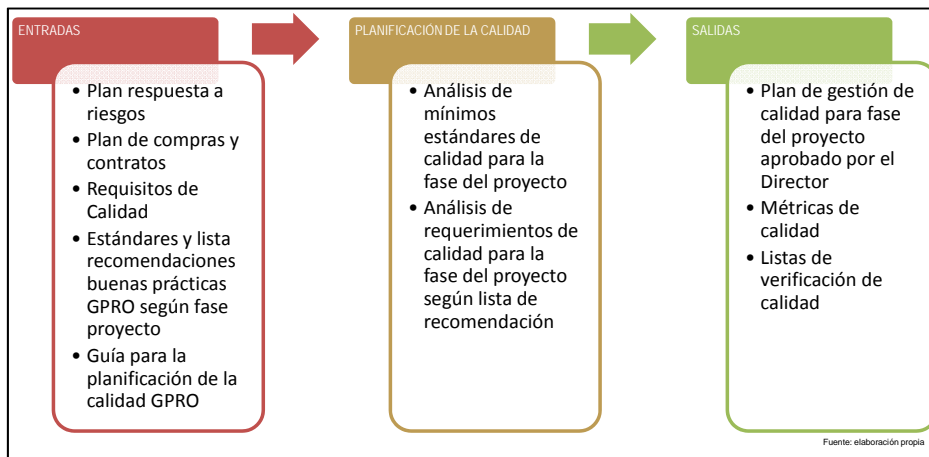 ENTRADAS
• Plan respuesta a
riesgos
• Plan de compras y
contratos
• Requisitos de
Calidad
• Estándares y lista
recomendaciones
buenas prácticas
GPRO según fase
proyecto
• Guía para la
planificación de la
calidad GPRO
PLANIFICACIÓN DE LA CALIDAD
• Análisis de
mínimos
estándares de
calidad para la
fase del proyecto
• Análisis de
requerimientos de
calidad para la
fase del proyecto
según lista de
recomendación
SALIDAS
• Plan de gestión de
calidad para fase
del proyecto
aprobado por el
Director
• Métricas de
calidad
• Listas de
verificación de
calidad
Fuente: elaboración propia